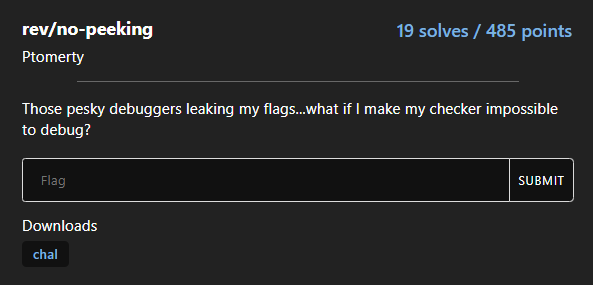 rev/no-peeking
19 solves / 485 points
Ptomerty
Those pesky debuggers leaking my flags...what if I make my checker impossible
to debug?
Flag
SUBMIT
Downloads
chal